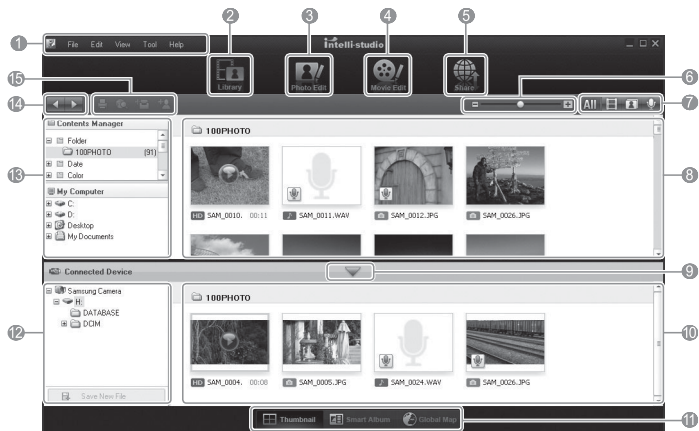 2 3 4 5
1 File Edit View Tool Help
intelli-studio
Library Photo Edit Movie Edit Share
15
6
14
All
7
Contents Manager
Folder
100PHOTO (91)
Date
Color
13
My Computer
C:
D:
Desktop
My Documents
100PHOTO
HD SAM_0010. 00:11 SAM_0011.WAV SAM_0012.JPG SAM_0026.JPG
8
Connected Device
9
Samsung Camera
H:
DATABASE
DCIM
12
Save New File
100PHOTO
HD SAM_0004. 00:08 SAM_0005.JPG SAM_0024.WAV SAM_0026.JPG
10
Thumbnail Smart Album Global Map
11